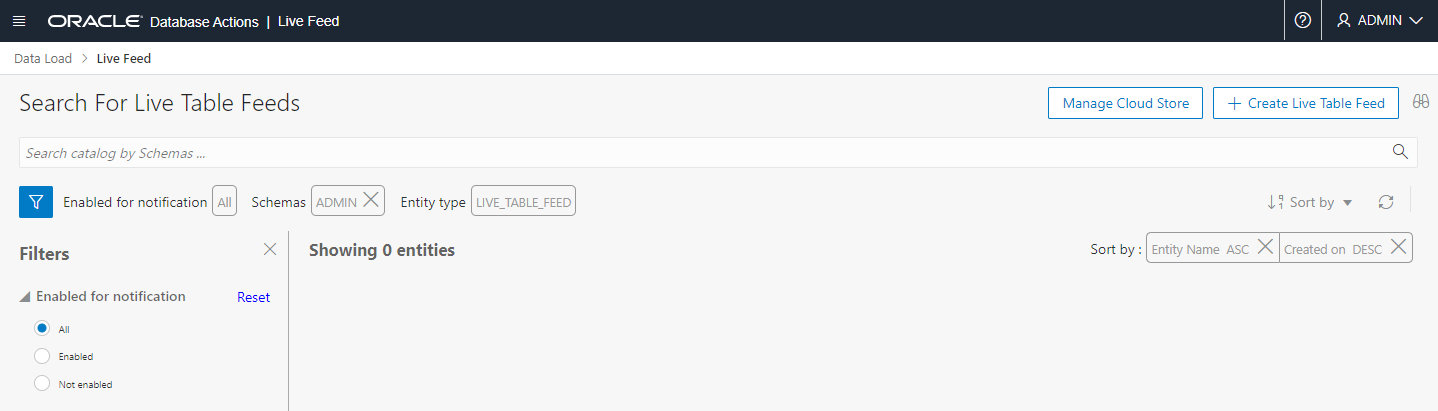 ORACLE Database Actions | Live Feed ADMIN
Data Load > Live Feed
Search For Live Table Feeds Manage Cloud Store + Create Live Table Feed
Search catalog by Schemas ...
Enabled for notification All Schemas ADMIN Entity type LIVE_TABLE_FEED Sort by
Filters Showing 0 entities Sort by : Entity Name ASC Created on DESC
Enabled for notification Reset
All
Enabled
Not enabled